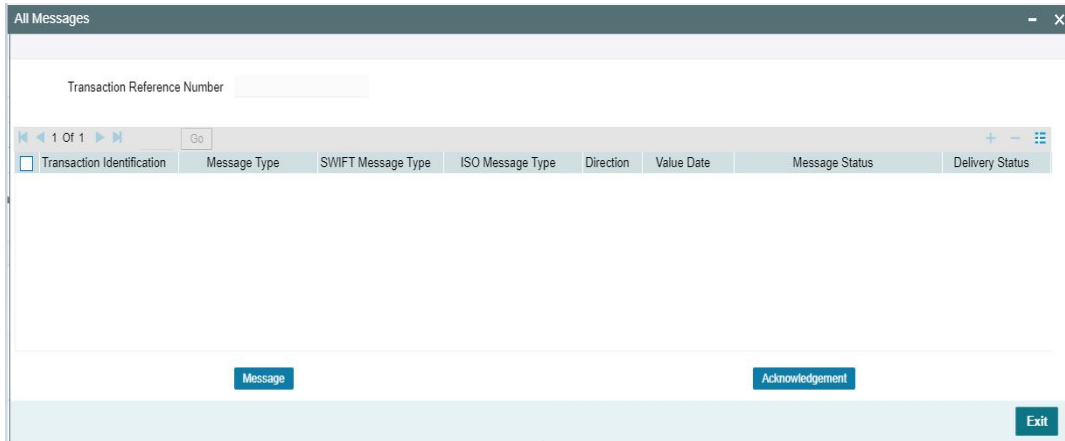 All Messages
Transaction Reference Number
1 Of 1 Go
Transaction Identification Message Type SWIFT Message Type ISO Message Type Direction Value Date Message Status Delivery Status
Message Acknowledgement
Exit